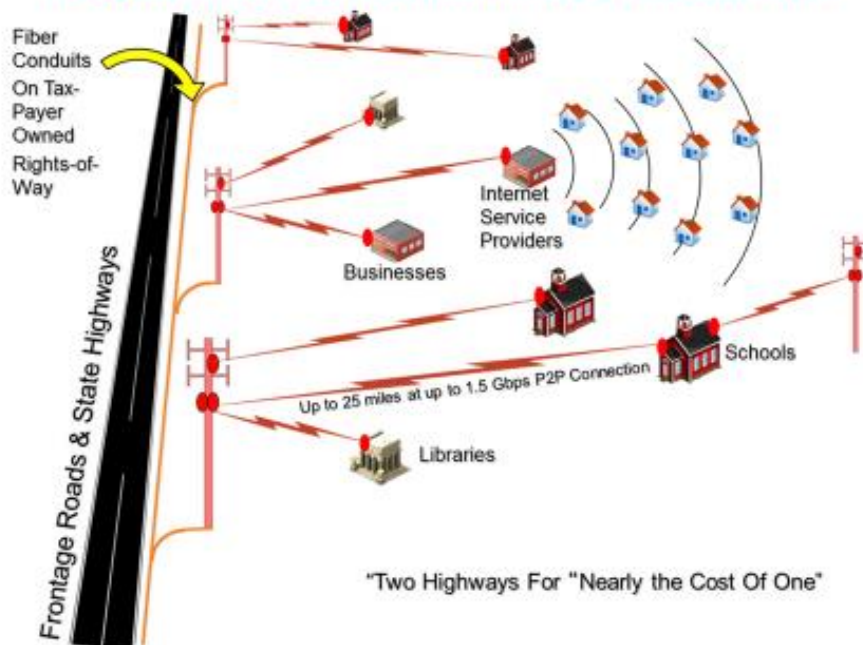 Fiber
Conduits
On Tax-
Payer
Owned
Rights-of-
Way
Frontage Roads & State Highways
Internet
Service
Providers
Businesses
Schools
Up to 25 miles at up to 1.5 Gbps P2P Connection
Libraries
"Two Highways For "Nearly the Cost Of One"